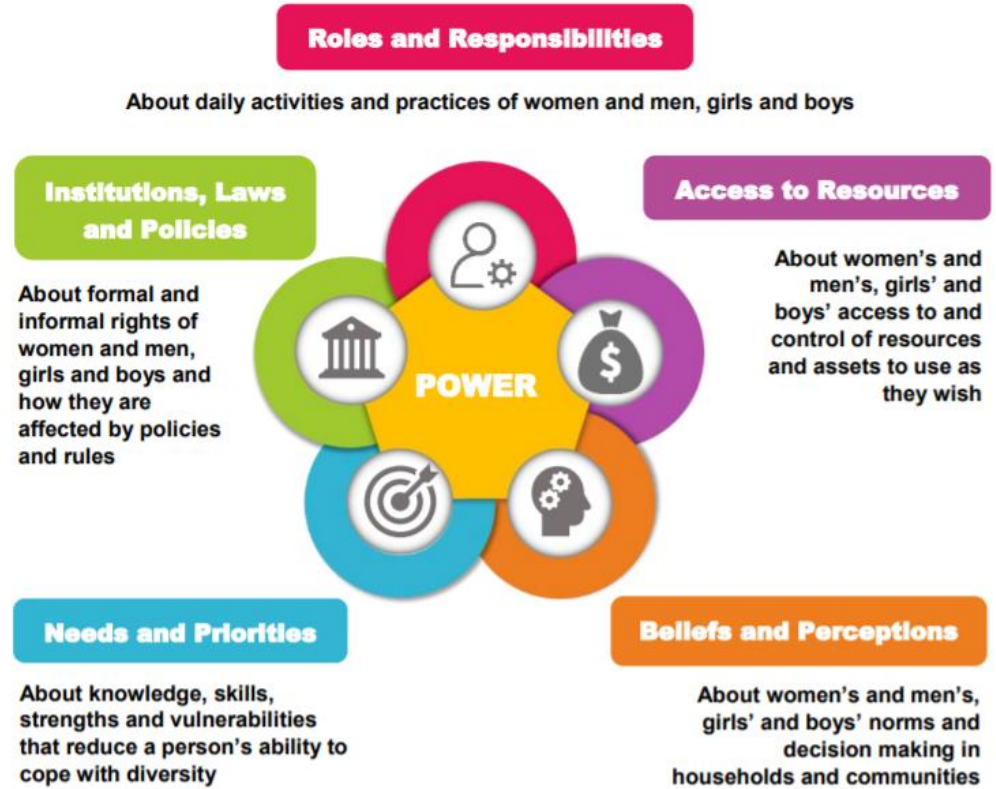 Roles and Responsibilities
About daily activities and practices of women and men, girls and boys
Institutions, Laws
and Policies
About formal and
informal rights of
women and men,
girls and boys and
how they are
affected by policies
and rules
Access to Resources
About women's and
men's, girls' and
boys' access to and
control of resources
and assets to use as
they wish
POWER
$
Needs and Priorities
About knowledge, skills,
strengths and vulnerabilities
that reduce a person's ability to
cope with diversity
Beliefs and Perceptions
About women's and men's,
girls' and boys' norms and
decision making in
households and communities